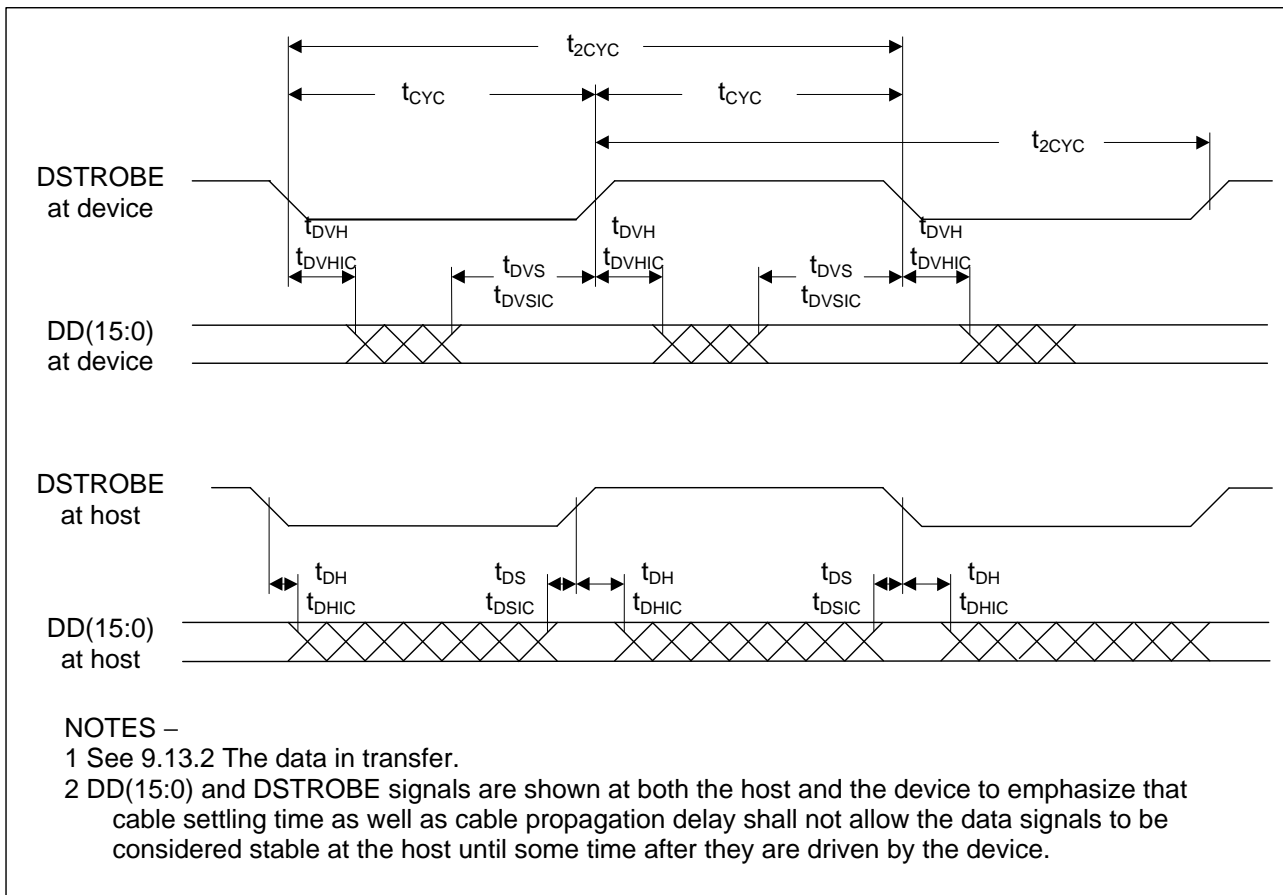 t2CYC
tCYC tCYC
t2CYC
DSTROBE
at device
tDVH tDVH tDVH
tDVHIC tDVS tDVHIC tDVS tDVHIC
tDVSIC tDVSIC
DD(15:0)
at device
DSTROBE
at host
tDH tDS tDH tDS tDH
tDHIC tDSIC tDHIC tDSIC tDHIC
DD(15:0)
at host
NOTES –
1 See 9.13.2 The data in transfer.
2 DD(15:0) and DSTROBE signals are shown at both the host and the device to emphasize that
cable settling time as well as cable propagation delay shall not allow the data signals to be
considered stable at the host until some time after they are driven by the device.